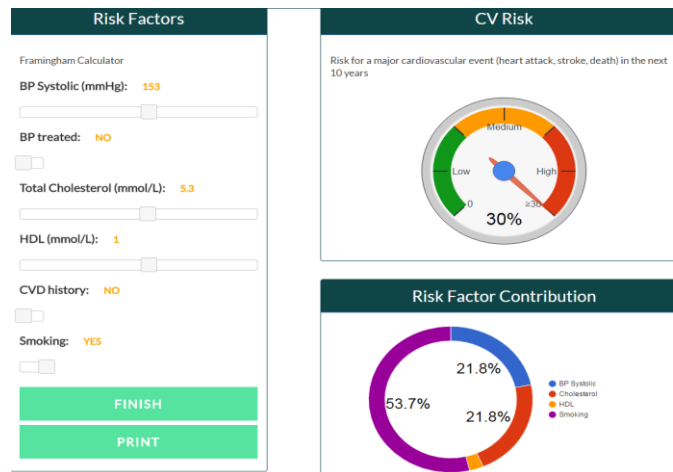 Risk Factors
Framingham Calculator
BP Systolic (mmHg): 153
BP treated: NO
Total Cholesterol (mmol/L): 5.3
HDL (mmol/L): 1
CVD history: NO
Smoking: YES
FINISH
PRINT
CV Risk
Risk for a major cardiovascular event (heart attack, stroke, death) in the next
10 years
Medium
Low
High
0
≥30
30%
Risk Factor Contribution
21.8%
53.7%
21.8%
BP Systolic
Cholesterol
HDL
Smoking